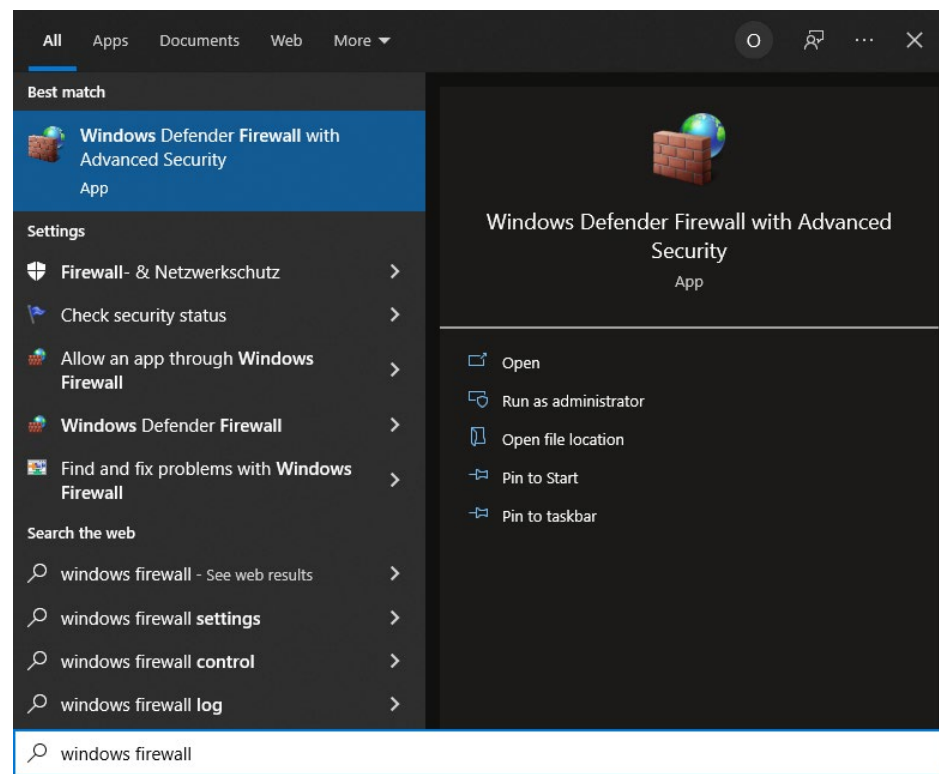 All Apps Documents Web More
O
Best match
Windows Defender Firewall with
Advanced Security
App
Settings
Firewall- & Netzwerkschutz
Check security status
Allow an app through Windows
Firewall
Windows Defender Firewall
Find and fix problems with Windows
Firewall
Search the web
windows firewall - See web results
windows firewall settings
windows firewall control
windows firewall log
Windows Defender Firewall with Advanced
Security
App
Open
Run as administrator
Open file location
Pin to Start
Pin to taskbar
windows firewall